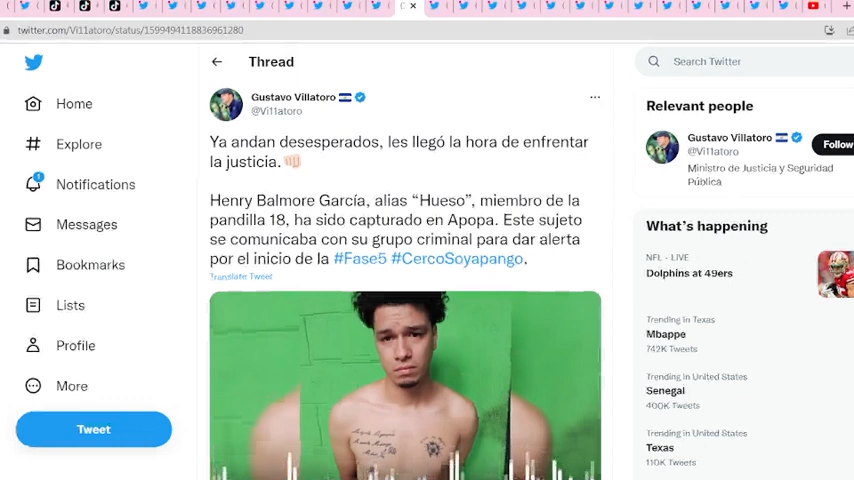 twitter.com/Vi11atoro/status/1599494118836961280
Thread
Search Twitter
Home
Explore
Notifications
Messages
Bookmarks
Lists
Profile
More
Tweet
Gustavo Villatoro
@Vi11atoro
Ya andan desesperados, les llegó la hora de enfrentar
la justicia.
Henry Balmore García, alias “Hueso”, miembro de la
pandilla 18, ha sido capturado en Apopa. Este sujeto
se comunicaba con su grupo criminal para dar alerta
por el inicio de la #Fase5 #CercoSoyapango.
Translate Tweet
Relevant people
Gustavo Villatoro
@Vi11atoro
Follow
Ministro de Justicia y Seguridad
Pública
What’s happening
NFL · LIVE
Dolphins at 49ers
Trending in Texas
Mbappe
742K Tweets
Trending in United States
Senegal
400K Tweets
Trending in United States
Texas
110K Tweets